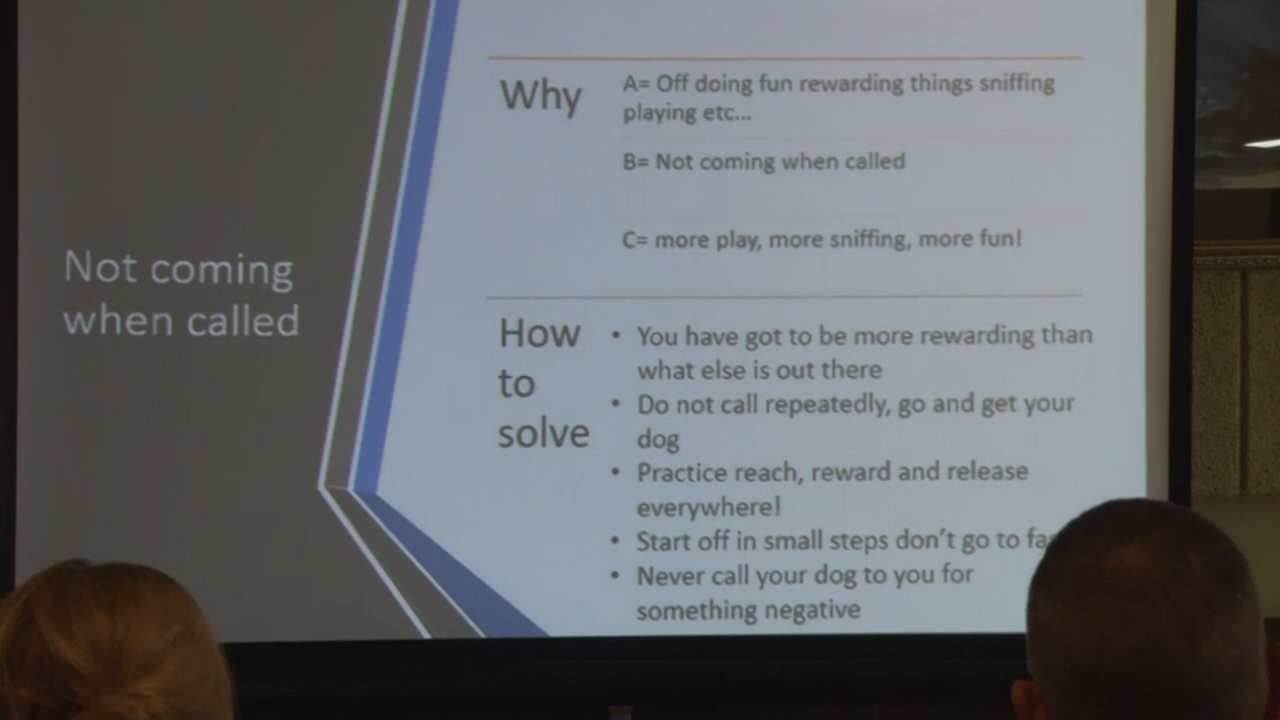 Not coming
when called
Why
A= Off doing fun rewarding things sniffing
playing etc...
B= Not coming when called
C= more play, more sniffing, more fun!
How
to
solve
• You have got to be more rewarding than
what else is out there
• Do not call repeatedly, go and get your
dog
• Practice reach, reward and release
everywhere!
• Start off in small steps don't go to
• Never call your dog to you for
something negative